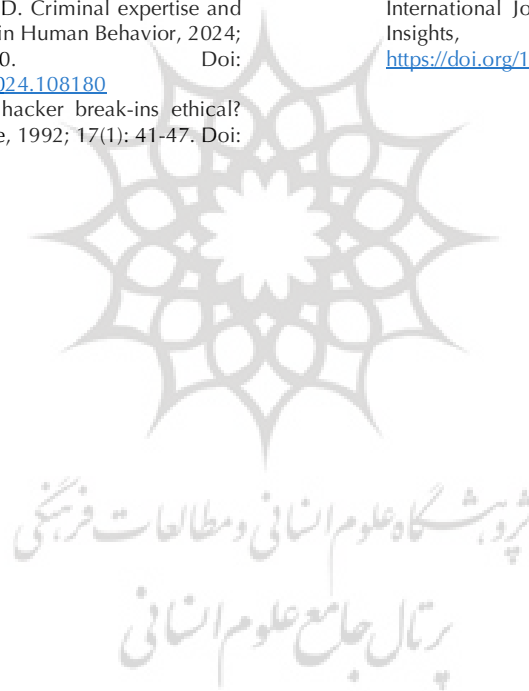 D. Criminal expertise and
in Human Behavior, 2024;
0. Doi:
024.108180
hacker break-ins ethical?
e, 1992; 17(1): 41-47. Doi:
International Jo
Insights,
https://doi.org/1
پژوهشگاه علوم انسانی و مطالعات فرهنگی
پرتال جامع علوم انسانی